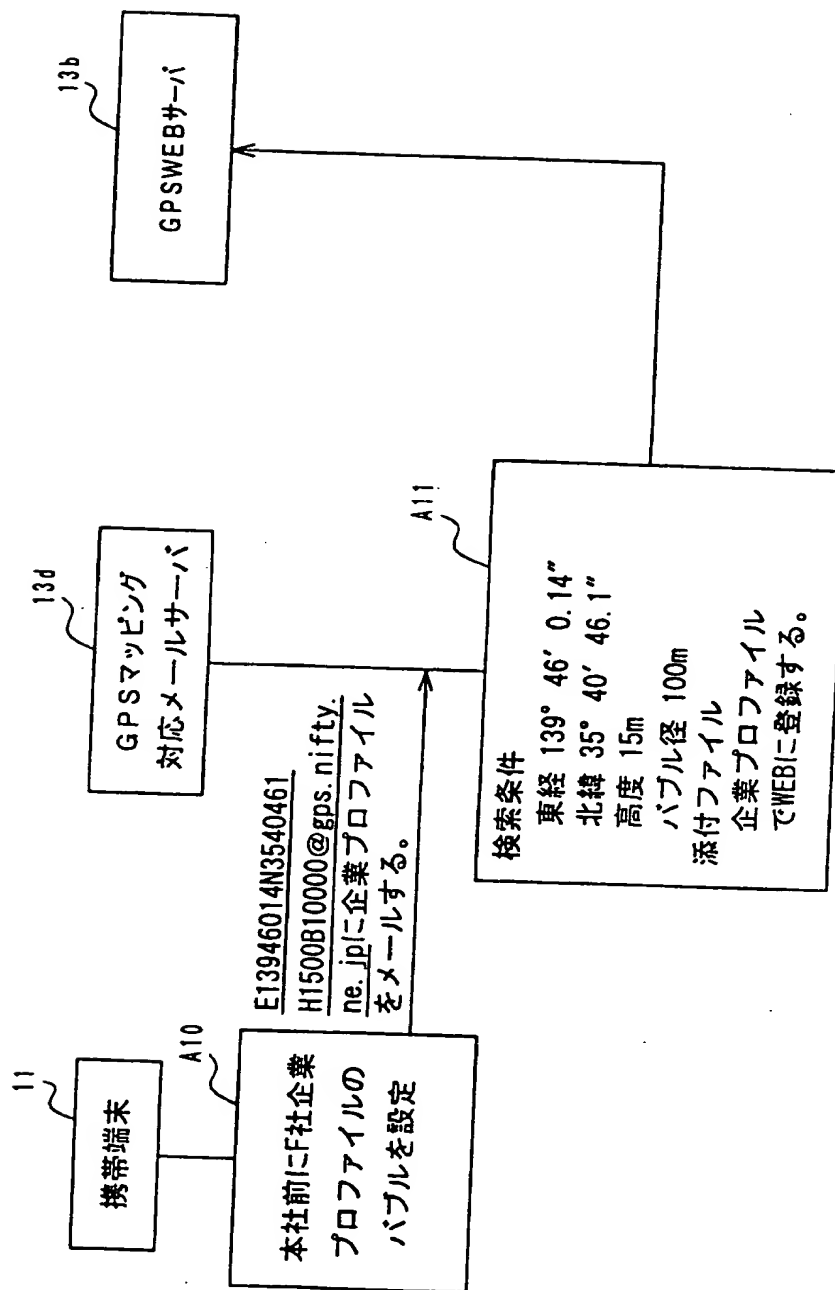 11
携帯端末
A10
本社前にF社企業
プロファイルの
バブルを設定
E13946014N3540461
H1500B10000@gps.nifty.
ne.jpに企業プロファイル
をメールする。
13d
GPSマッピング
対応メールサーバ
A11
検索条件
東経 139° 46′ 0.14″
北緯 35° 40′ 46.1″
高度 15m
バブル径 100m
添付ファイル
企業プロファイル
でWEBに登録する。
13b
GPSWEBサーバ